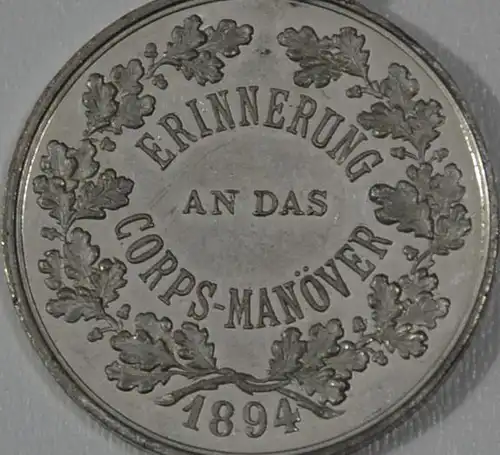 ERINNERUNG
AN DAS
CORPS-MANÖVER
1894